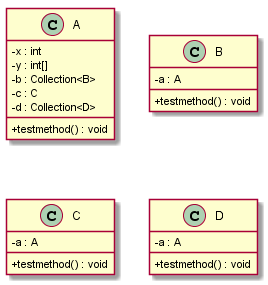 C A
-x : int
-y : int[]
-b : Collection<B>
-c : C
-d : Collection<D>
+testmethod() : void
C B
-a : A
+testmethod() : void
C C
-a : A
+testmethod() : void
C D
-a : A
+testmethod() : void